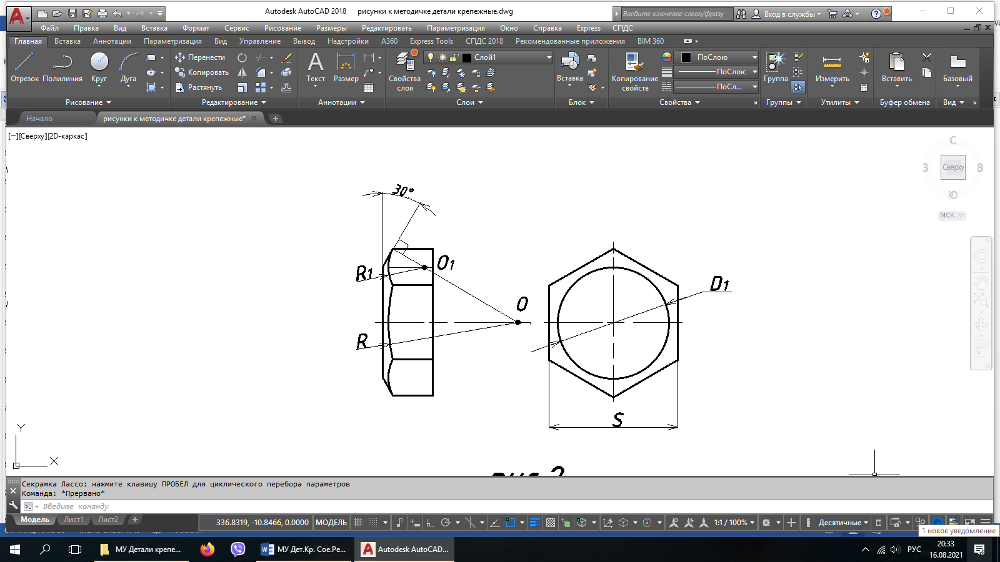 Autodesk AutoCAD 2018 рисунки к методичке детали крепежные.dwg
Введите ключевое слово/фразу
Вход в службы
Файл Правка Вид Вставка Формат Сервис Рисование Размеры Редактировать Параметризация Окно Справка Express СПДС
Главная Вставка Аннотации Параметризация Вид Управление Вывод Надстройки A360 Express Tools СПДС 2018 Рекомендованные приложения BIM 360
Отрезок Полилиния Круг Дуга
Перенести
Копировать
Растянуть
Текст Размер
Свойства слоя
Слой1
Вставка
Копирование свойств
ПоСлою
ПоСлою
ПоСл...
Группа
Измерить
Вставить
Базовый
Рисование Редактирование Аннотации Слои Блок Свойства Группы Утилиты Буфер обмена Вид
Начало рисунки к методичке детали крепежные*
[−][Сверху][2D-каркас]
С
З Сверху В
Ю
МСК
30°
R1
O1
O
R
D1
S
Y
X
Секрамка Лассо: нажмите клавишу ПРОБЕЛ для циклического перебора параметров
Команда: *Прервано*
Введите команду
Модель Лист1 Лист2
336.8319, -10.8466, 0.0000 МОДЕЛЬ 1:1 / 100% Десятичные
1 новое уведомление
МУ Детали крепе... МУ Дет.Кр. Сое.Ре... Autodesk AutoCAD...
РУС
20:33
16.08.2021